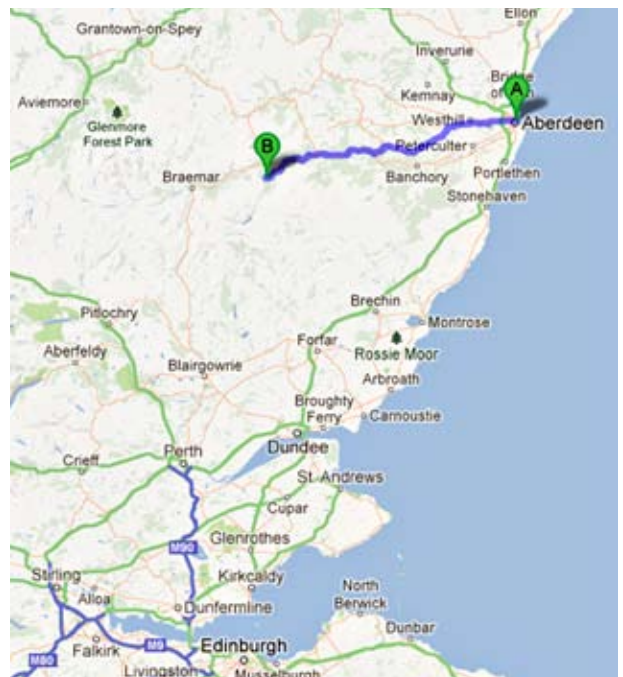 Ellon
Grantown-on-Spey
Inverurie
Bridge
Kemnay
A
Aviemore
Glenmore
Forest Park
Westhill
Aberdeen
B
Peterculter
Braemar
Banchory
Portlethen
Stonehaven
Brechin
Pitlochry
Montrose
Forfar
Aberfeldy
Rossie Moor
Blairgowrie
Arbroath
Broughty
Ferry
Carnoustie
Dundee
Perth
Crieff
St. Andrews
Cupar
Glenrothes
M90
Stirling
Kirkcaldy
Alloa
North
Berwick
Dunfermline
Dunbar
Falkirk
M9
Edinburgh
M80
Livingston
Musselburgh